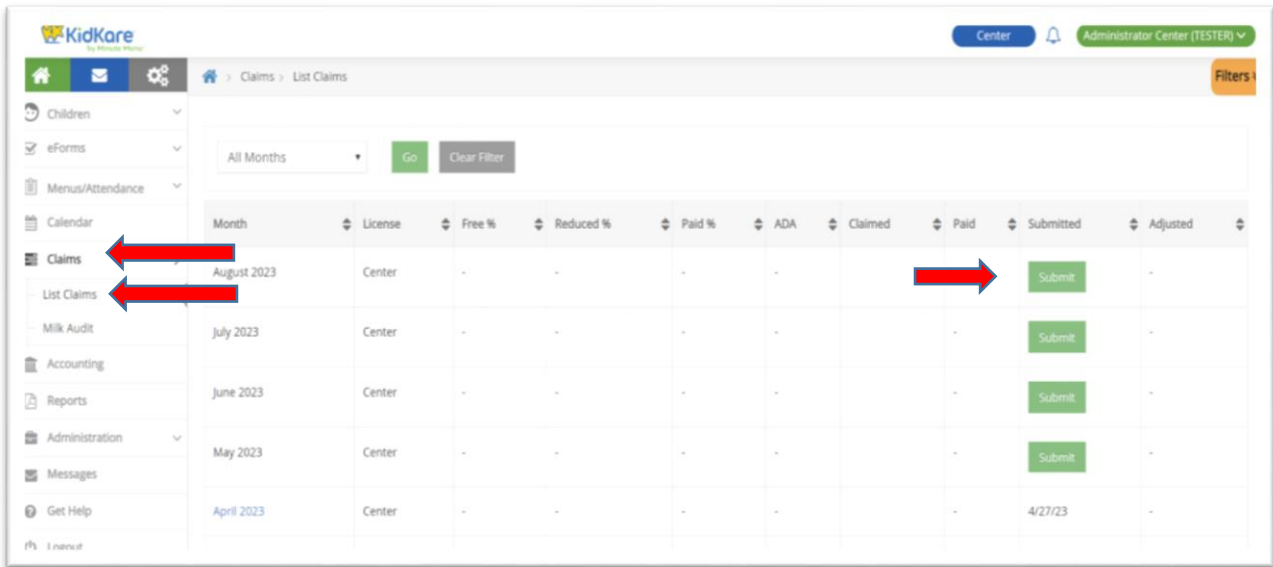 KidKare
by Minute Menu
Center
Administrator Center (TESTER)
Claims > List Claims
Filters
Children
eForms
Menus/Attendance
Calendar
Claims
List Claims
Milk Audit
Accounting
Reports
Administration
Messages
Get Help
Logout
All Months Go Clear Filter
Month License Free % Reduced % Paid % ADA Claimed Paid Submitted Adjusted
August 2023 Center - - - - Submit -
July 2023 Center - - - - - Submit -
June 2023 Center - - - - - Submit -
May 2023 Center - - - - - Submit -
April 2023 Center - - - - - 4/27/23 -